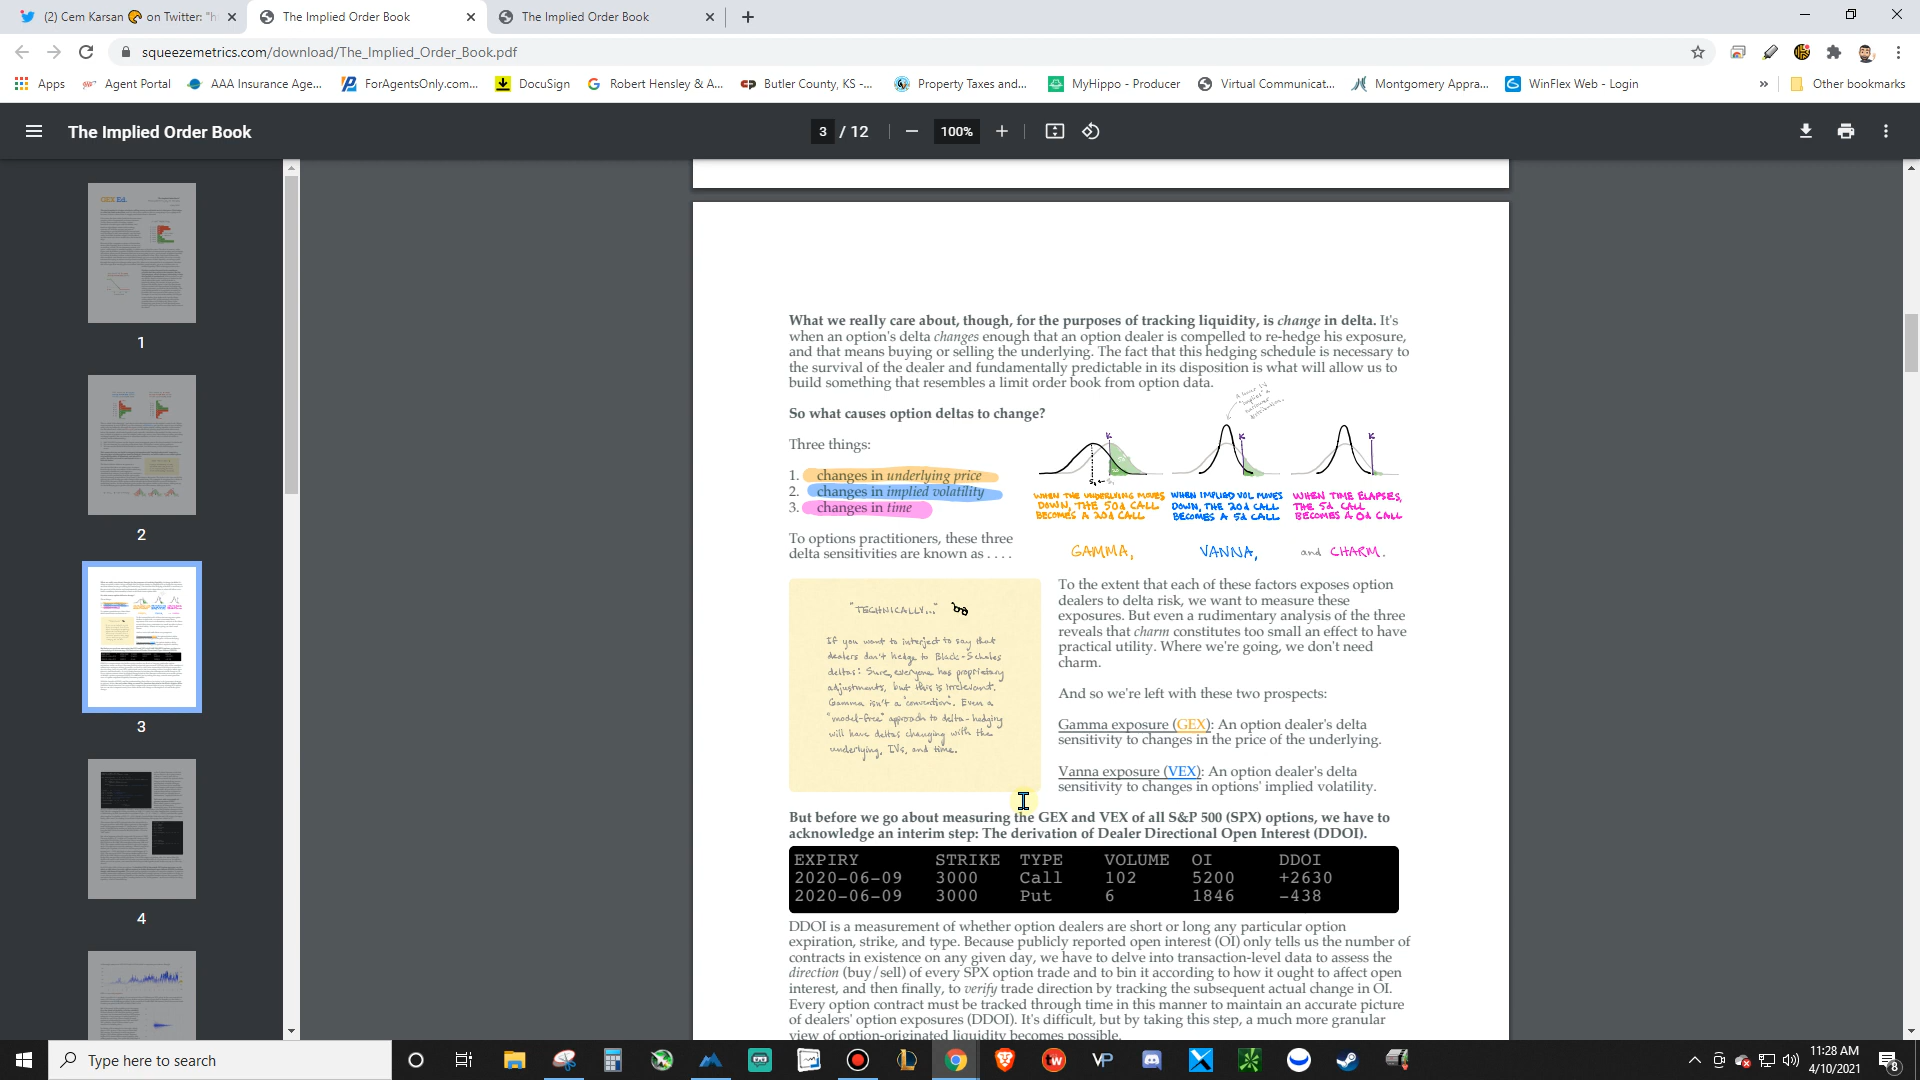 (2) Cem Karsan 🥐 on Twitter: "h
The Implied Order Book
The Implied Order Book
squeezemetrics.com/download/The_Implied_Order_Book.pdf
Apps
Agent Portal
AAA Insurance Age...
ForAgentsOnly.com...
DocuSign
Robert Hensley & A...
Butler County, KS -...
Property Taxes and...
MyHippo - Producer
Virtual Communicat...
Montgomery Appra...
WinFlex Web - Login
»
Other bookmarks
The Implied Order Book
3 / 12
100%
1
2
3
4
What we really care about, though, for the purposes of tracking liquidity, is change in delta. It's
when an option's delta changes enough that an option dealer is compelled to re-hedge his exposure,
and that means buying or selling the underlying. The fact that this hedging schedule is necessary to
the survival of the dealer and fundamentally predictable in its disposition is what will allow us to
build something that resembles a limit order book from option data.
So what causes option deltas to change?
Three things:
1. changes in underlying price
2. changes in implied volatility
3. changes in time
To options practitioners, these three
delta sensitivities are known as . . . .
A lower IV
"implies" a
narrower
distribution.
K
K
K
WHEN THE UNDERLYING MOVES
DOWN, THE 50Δ CALL
BECOMES A 20Δ CALL
WHEN IMPLIED VOL MOVES
DOWN, THE 20Δ CALL
BECOMES A 5Δ CALL
WHEN TIME ELAPSES,
THE 5Δ CALL
BECOMES A 0Δ CALL
GAMMA,
VANNA,
and CHARM.
"TECHNICALLY..."
If you want to interject to say that
dealers don't hedge to Black-Scholes
deltas: Sure, everyone has proprietary
adjustments, but this is irrelevant.
Gamma isn't a "convention". Even a
"model-free" approach to delta-hedging
will have deltas changing with the
underlying, IVs, and time.
To the extent that each of these factors exposes option
dealers to delta risk, we want to measure these
exposures. But even a rudimentary analysis of the three
reveals that charm constitutes too small an effect to have
practical utility. Where we're going, we don't need
charm.
And so we're left with these two prospects:
Gamma exposure (GEX): An option dealer's delta
sensitivity to changes in the price of the underlying.
Vanna exposure (VEX): An option dealer's delta
sensitivity to changes in options' implied volatility.
But before we go about measuring the GEX and VEX of all S&P 500 (SPX) options, we have to
acknowledge an interim step: The derivation of Dealer Directional Open Interest (DDOI).
EXPIRY STRIKE TYPE VOLUME OI DDOI
2020-06-09 3000 Call 102 5200 +2630
2020-06-09 3000 Put 6 1846 -438
DDOI is a measurement of whether option dealers are short or long any particular option
expiration, strike, and type. Because publicly reported open interest (OI) only tells us the number of
contracts in existence on any given day, we have to delve into transaction-level data to assess the
direction (buy/sell) of every SPX option trade and to bin it according to how it ought to affect open
interest, and then finally, to verify trade direction by tracking the subsequent actual change in OI.
Every option contract must be tracked through time in this manner to maintain an accurate picture
of dealers' option exposures (DDOI). It's difficult, but by taking this step, a much more granular
view of option-originated liquidity becomes possible.
Type here to search
VP
11:28 AM
4/10/2021
8